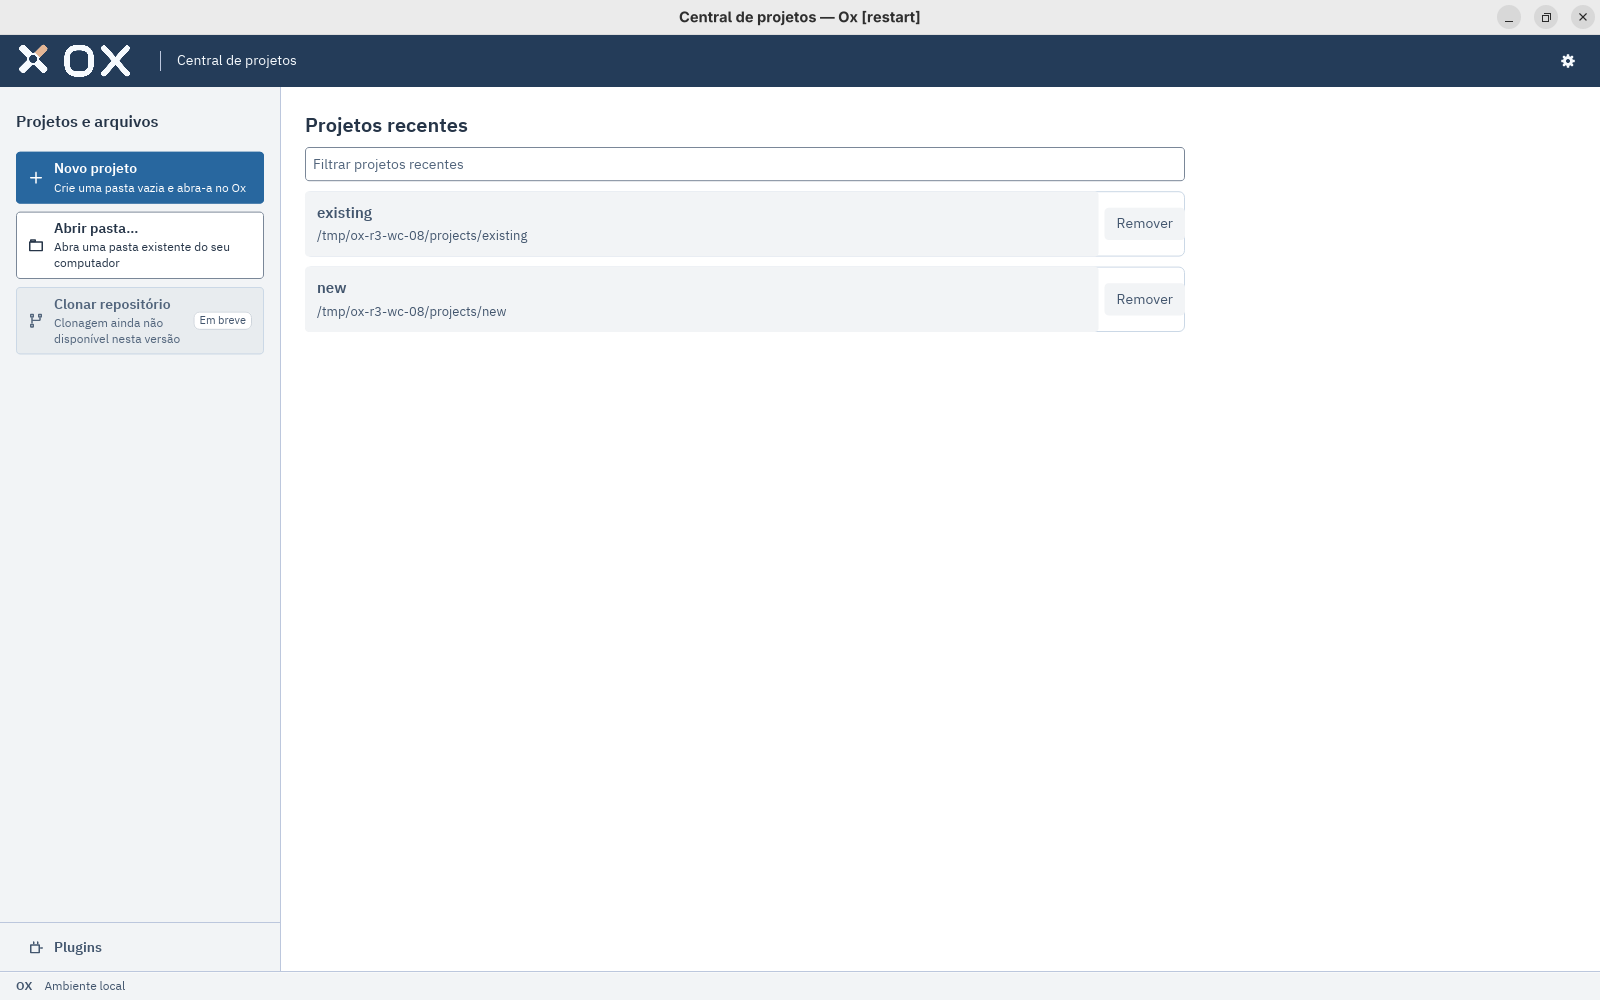 Central de projetos — Ox [restart]
OX
Central de projetos
Projetos e arquivos
Novo projeto
Crie uma pasta vazia e abra-a no Ox
Abrir pasta...
Abra uma pasta existente do seu
computador
Clonar repositório
Clonagem ainda não
disponível nesta versão
Em breve
Projetos recentes
Filtrar projetos recentes
existing
/tmp/ox-r3-wc-08/projects/existing
Remover
new
/tmp/ox-r3-wc-08/projects/new
Remover
Plugins
OX Ambiente local